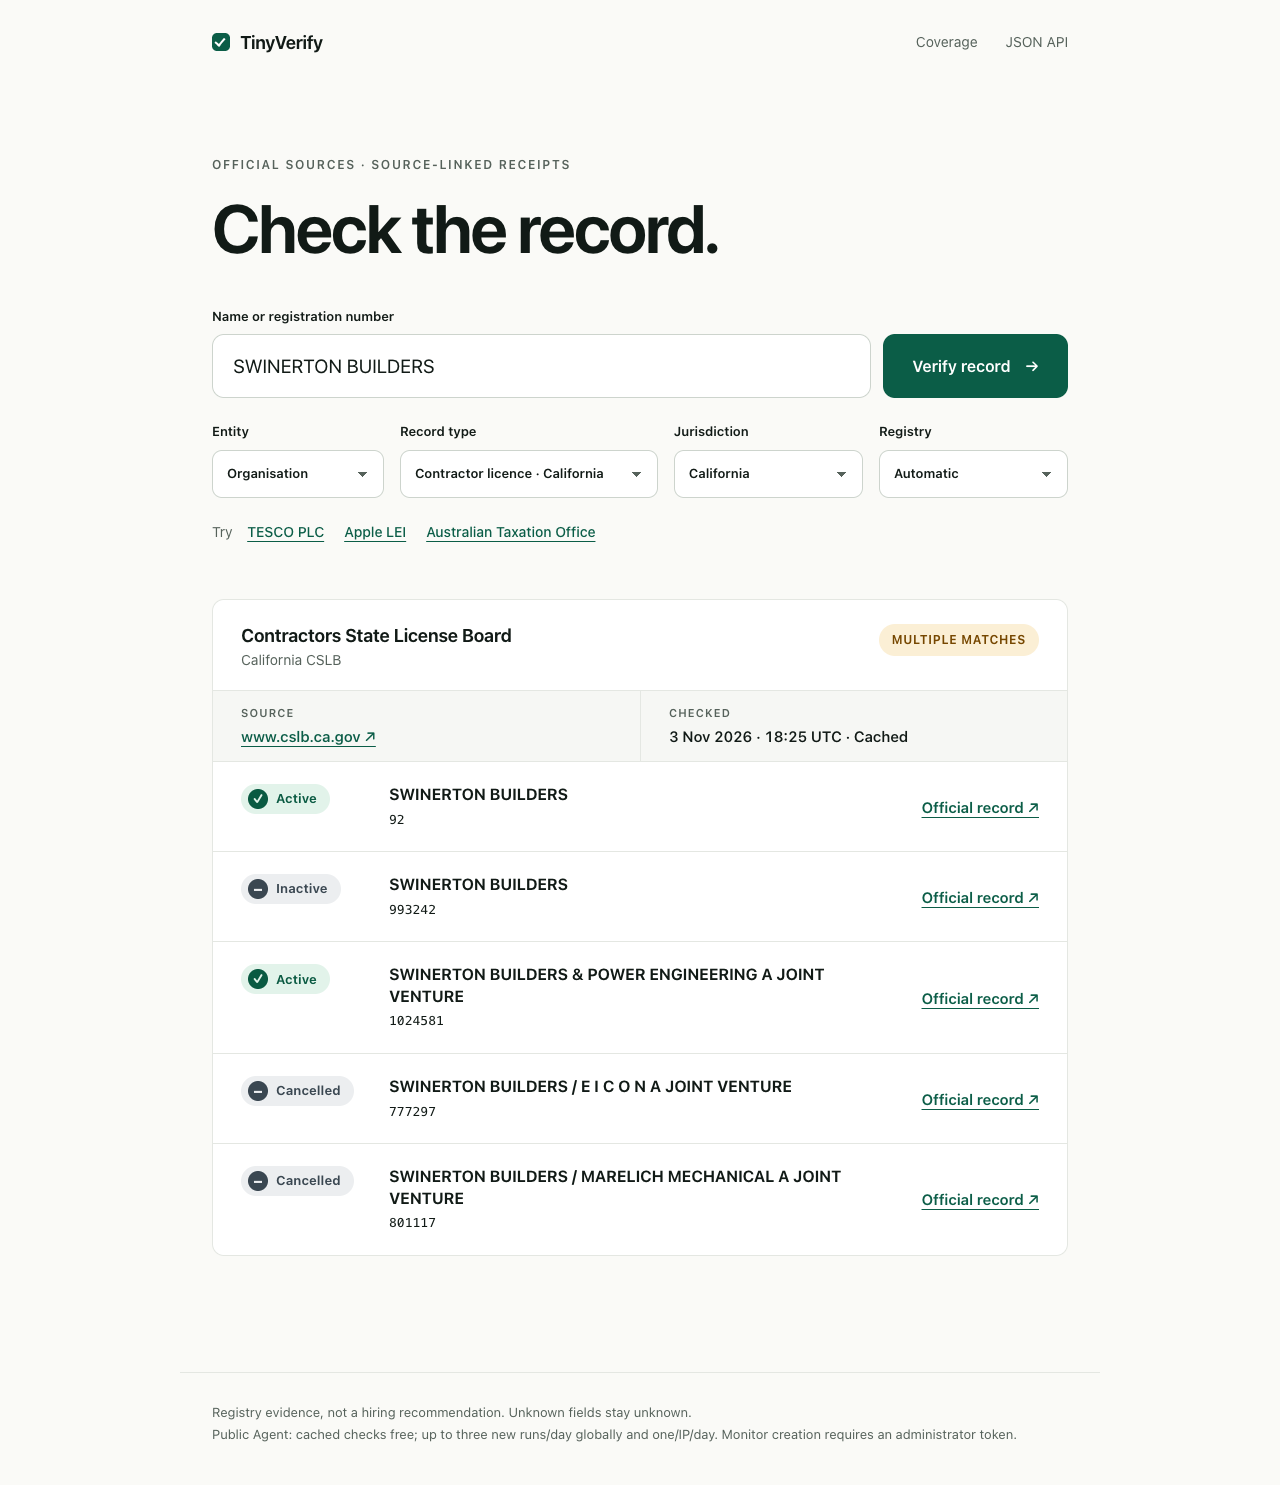 TinyVerify
Coverage
JSON API
OFFICIAL SOURCES · SOURCE-LINKED RECEIPTS
Check the record.
Name or registration number
SWINERTON BUILDERS
Verify record →
Entity
Record type
Jurisdiction
Registry
Organisation
Contractor licence · California
California
Automatic
Try TESCO PLC Apple LEI Australian Taxation Office
Contractors State License Board
MULTIPLE MATCHES
California CSLB
SOURCE
www.cslb.ca.gov ↗
CHECKED
3 Nov 2026 · 18:25 UTC · Cached
Active
SWINERTON BUILDERS
92
Official record ↗
Inactive
SWINERTON BUILDERS
993242
Official record ↗
Active
SWINERTON BUILDERS & POWER ENGINEERING A JOINT
VENTURE
1024581
Official record ↗
Cancelled
SWINERTON BUILDERS / E I C O N A JOINT VENTURE
777297
Official record ↗
Cancelled
SWINERTON BUILDERS / MARELICH MECHANICAL A JOINT
VENTURE
801117
Official record ↗
Registry evidence, not a hiring recommendation. Unknown fields stay unknown.
Public Agent: cached checks free; up to three new runs/day globally and one/IP/day. Monitor creation requires an administrator token.